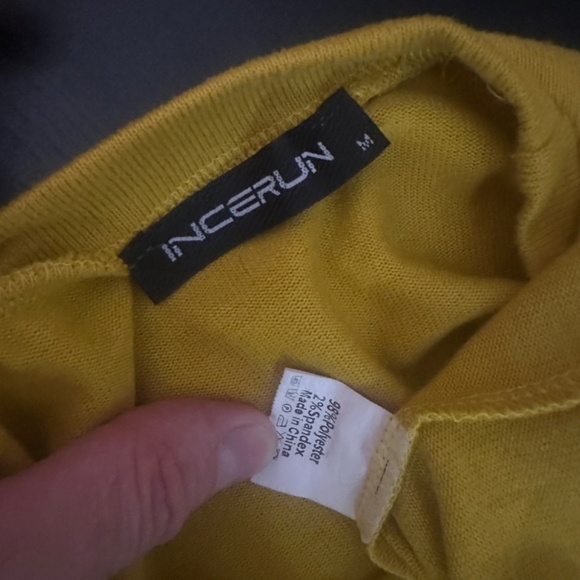 INCERUN
M
98%Polyester
2%Spandex
Made in China